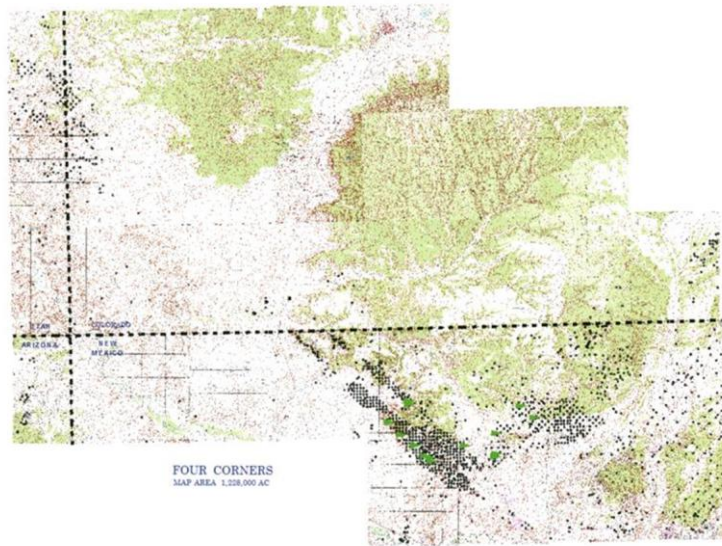 UTAH COLORADO
ARIZONA NEW
MEXICO
FOUR CORNERS
MAP AREA 1,228,000 AC